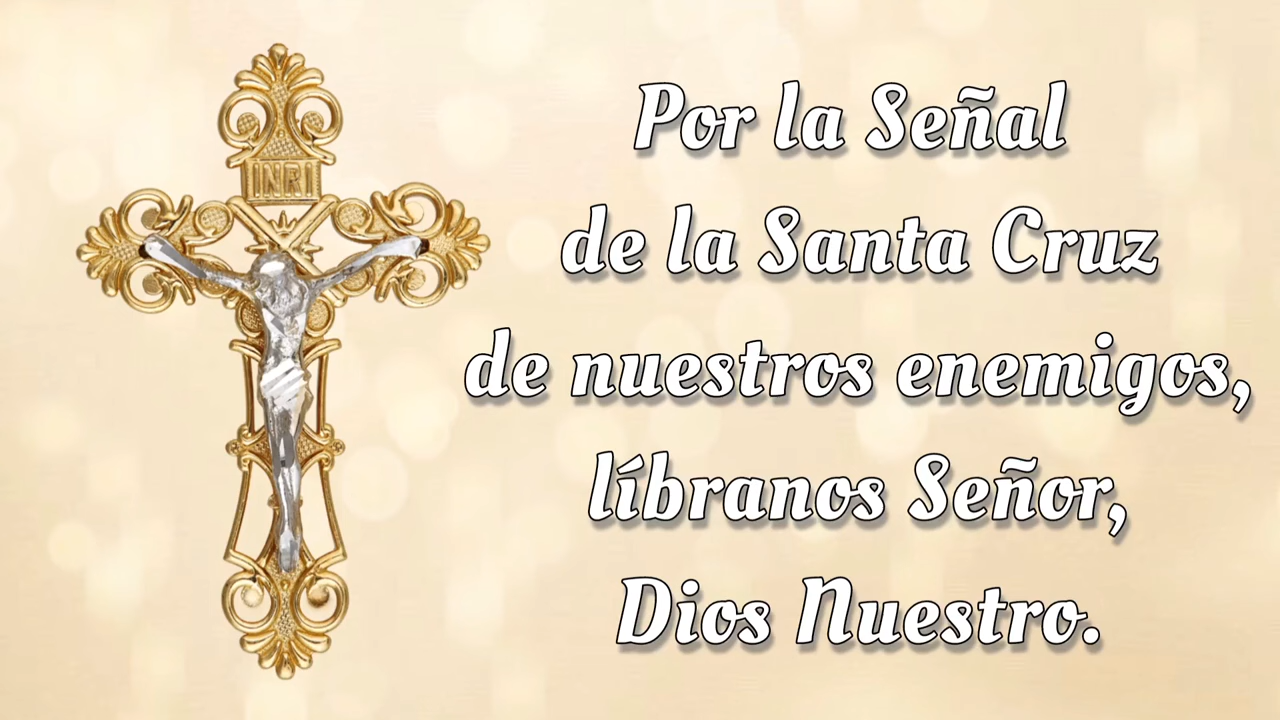 INRI
Por la Señal
de la Santa Cruz
de nuestros enemigos,
líbranos Señor,
Dios Nuestro.